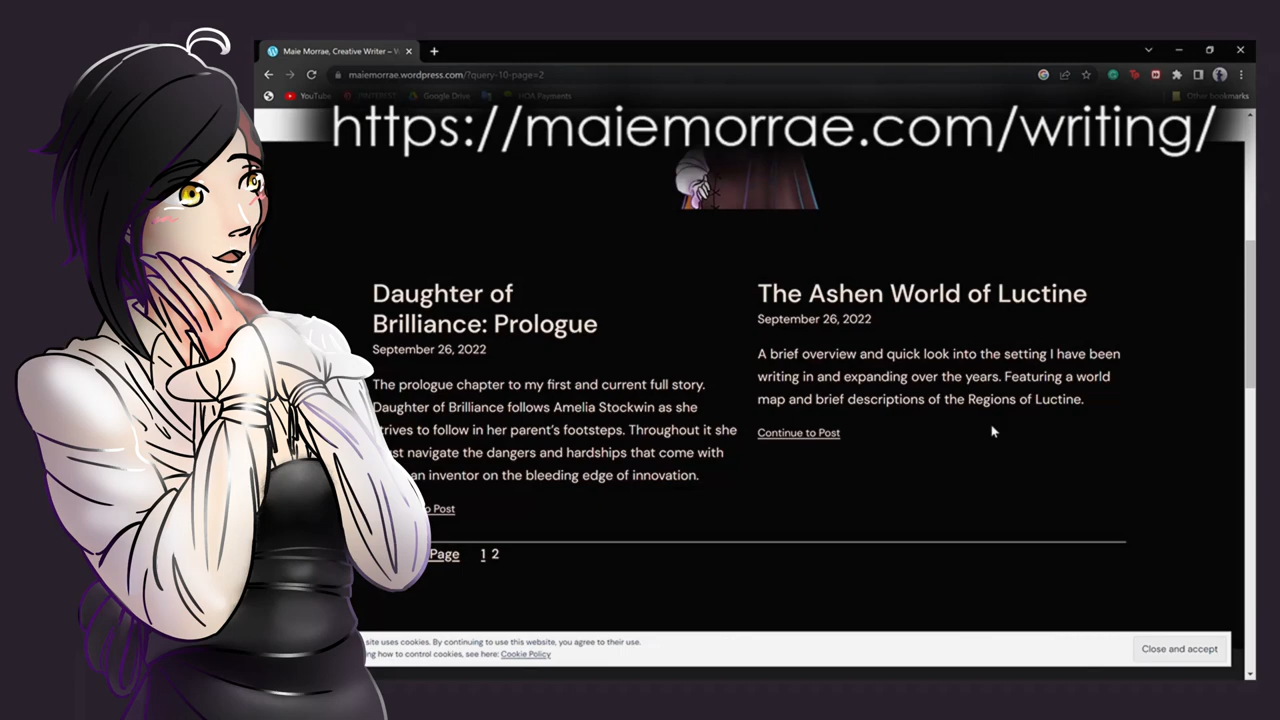 Maie Morrae, Creative Writer –
maiemorrae.wordpress.com/?query-10-page=2
YouTube
PINTEREST
Google Drive
HOA Payments
Other bookmarks
https://maiemorrae.com/writing/
Daughter of
Brilliance: Prologue
September 26, 2022
The prologue chapter to my first and current full story.
Daughter of Brilliance follows Amelia Stockwin as she
trives to follow in her parent's footsteps. Throughout it she
st navigate the dangers and hardships that come with
an inventor on the bleeding edge of innovation.
o Post
The Ashen World of Luctine
September 26, 2022
A brief overview and quick look into the setting I have been
writing in and expanding over the years. Featuring a world
map and brief descriptions of the Regions of Luctine.
Continue to Post
Page 1 2
site uses cookies. By continuing to use this website, you agree to their use.
ng how to control cookies, see here: Cookie Policy
Close and accept